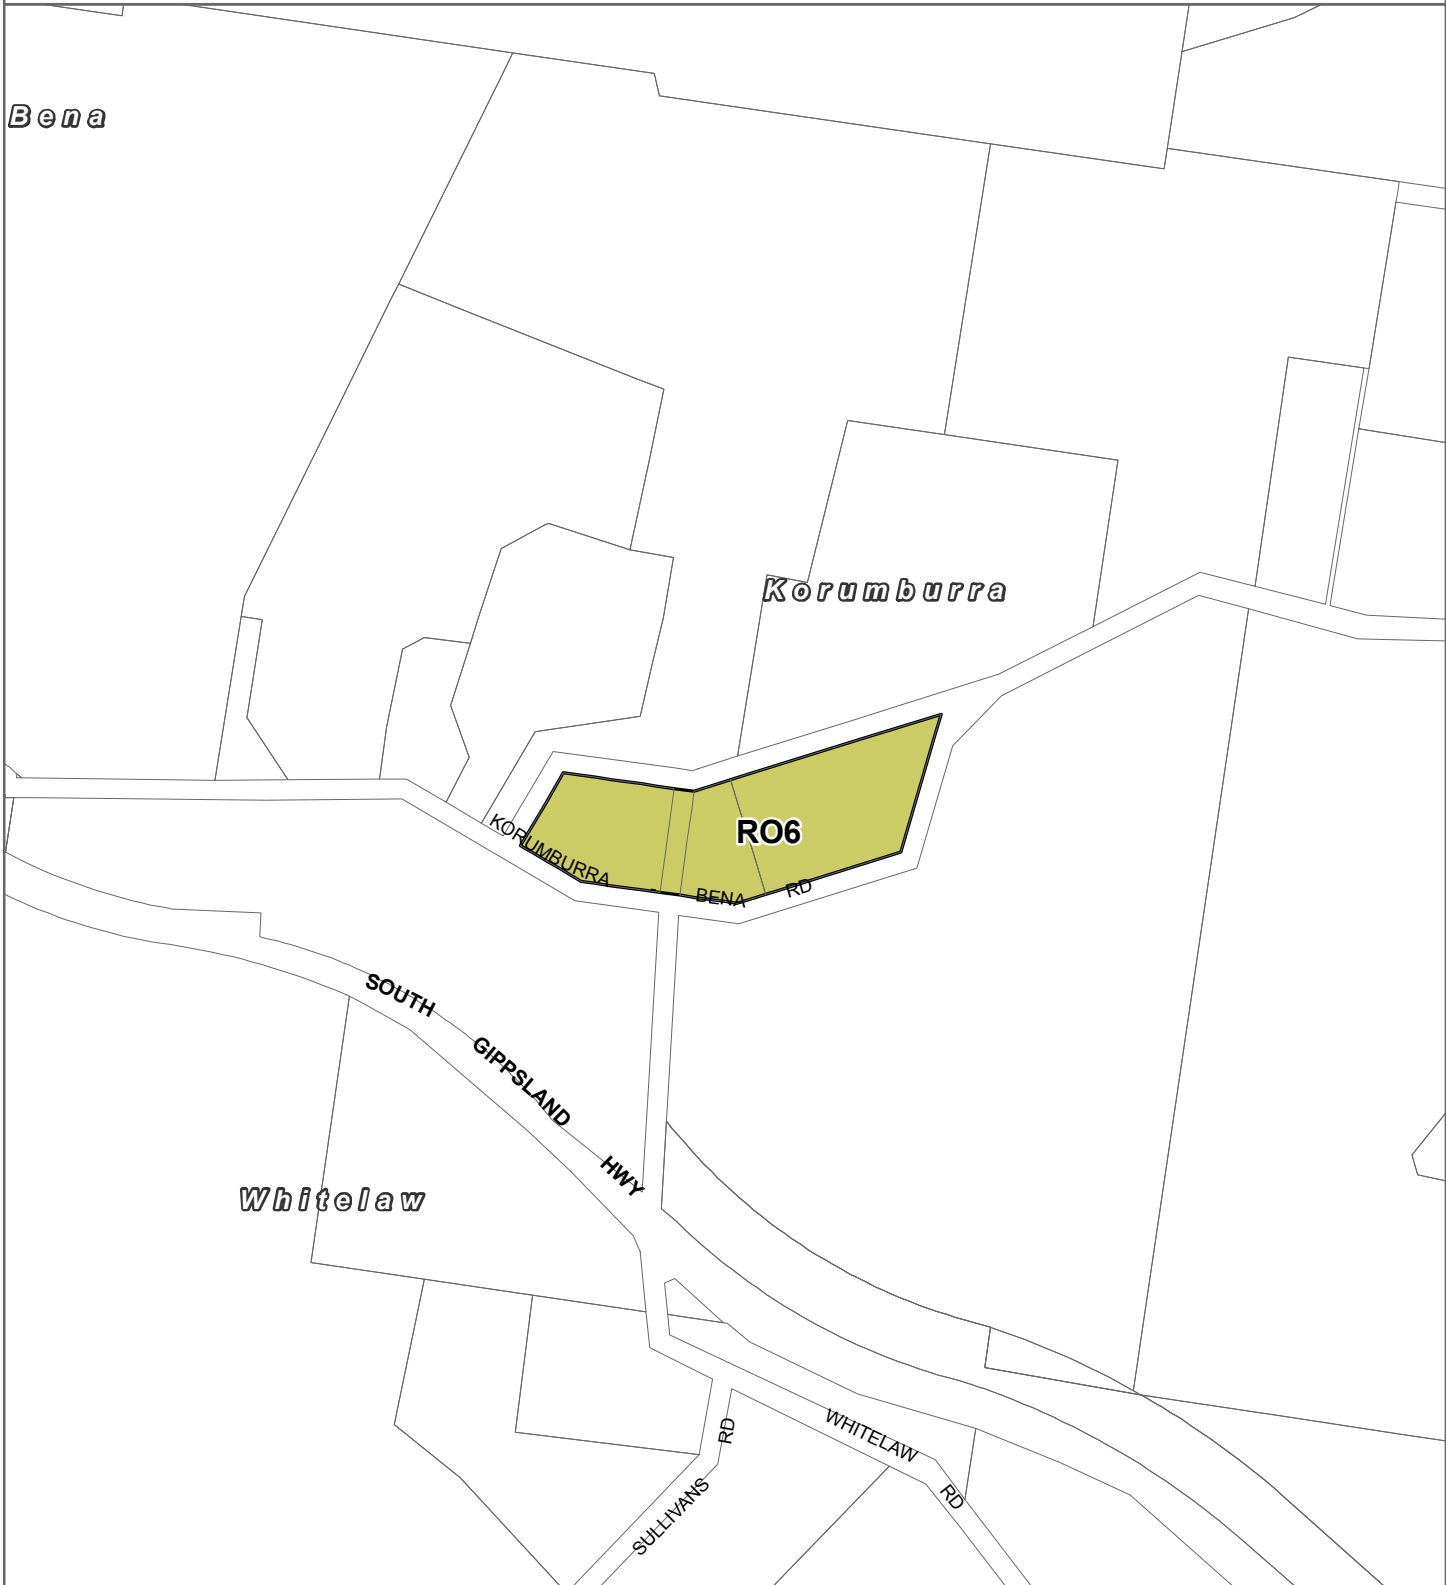 Bena
Korumburra
RO6
KORUMBURRA BENA RD
SOUTH GIPPSLAND HWY
Whitelaw
WHITELAW RD
SULLIVANS RD